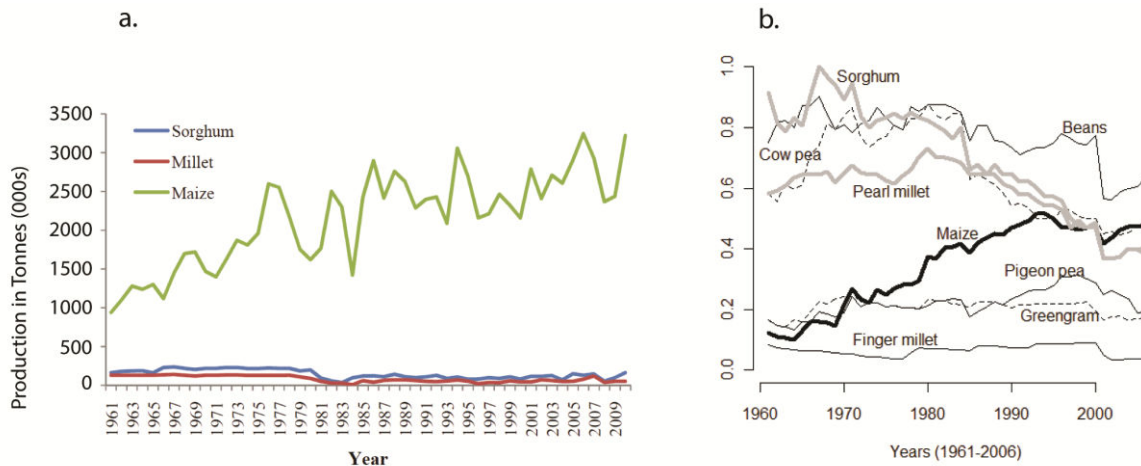 a.
Production in Tonnes (000s)
3500
3000
2500
2000
1500
1000
500
0
Sorghum
Millet
Maize
1961
1963
1965
1967
1969
1971
1973
1975
1977
1979
1981
1983
1985
1987
1989
1991
1993
1995
1997
1999
2001
2003
2005
2007
2009
Year
b.
1.0
0.8
0.6
0.4
0.2
0.0
Sorghum
Beans
Cow pea
Pearl millet
Maize
Pigeon pea
Greengram
Finger millet
1960
1970
1980
1990
2000
Years (1961-2006)